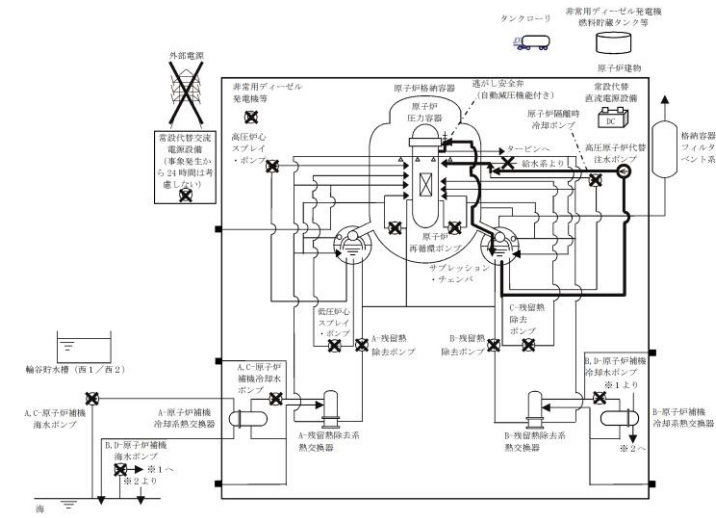 タンクローリ
非常用ディーゼル発電機
燃料貯蔵タンク等
外部電源
原子炉建物
非常用ディーゼル
発電機等
原子炉格納容器
原子炉
圧力容器
逃がし安全弁
（自動減圧機能付き）
常設代替
直流電源設備
DC
原子炉隔離時
冷却ポンプ
常設代替交流
電源設備
（事象発生か
ら24時間は考
慮しない）
高圧炉心
スプレイ
・ポンプ
タービンへ
給水系より
高圧原子炉代替
注水ポンプ
格納容器
フィルタ
ベント系
原子炉
再循環ポンプ
サプレッション
・チェンバ
低圧炉心
スプレイ
・ポンプ
A-残留熱
除去ポンプ
B-残留熱
除去ポンプ
C-残留熱
除去
ポンプ
輪谷貯水槽（西1／西2）
A,C-原子炉
補機冷却水
ポンプ
B,D-原子炉補機
冷却水ポンプ
※1より
A,C-原子炉補機
海水ポンプ
A-原子炉補機
冷却系熱交換器
A-残留熱除去系
熱交換器
B-残留熱除去系
熱交換器
B-原子炉補機
冷却系熱交換器
※2へ
B,D-原子炉補機
海水ポンプ
※1へ
※2より
海